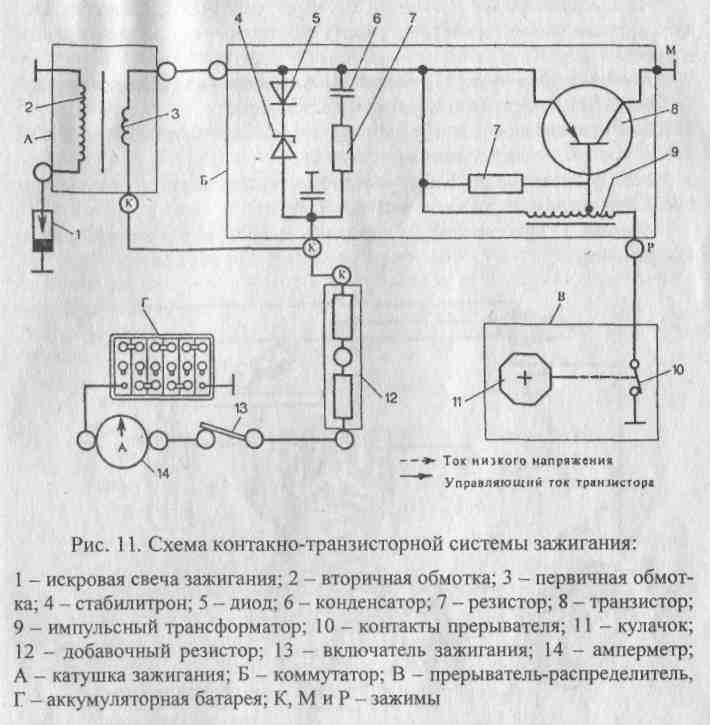 4 5 6 7
М
2
3
А
8
7
9
Б
1
К
К
Р
К
Г
В
10
11
12
13
А
14
Ток низкого напряжения
Управляющий ток транзистора
Рис. 11. Схема контакно-транзисторной системы зажигания:
1 – искровая свеча зажигания; 2 – вторичная обмотка; 3 – первичная обмот-
ка; 4 – стабилитрон; 5 – диод; 6 – конденсатор; 7 – резистор; 8 – транзистор;
9 – импульсный трансформатор; 10 – контакты прерывателя; 11 – кулачок;
12 – добавочный резистор; 13 – включатель зажигания; 14 – амперметр;
А – катушка зажигания; Б – коммутатор; В – прерыватель-распределитель,
Г – аккумуляторная батарея; К, М и Р – зажимы